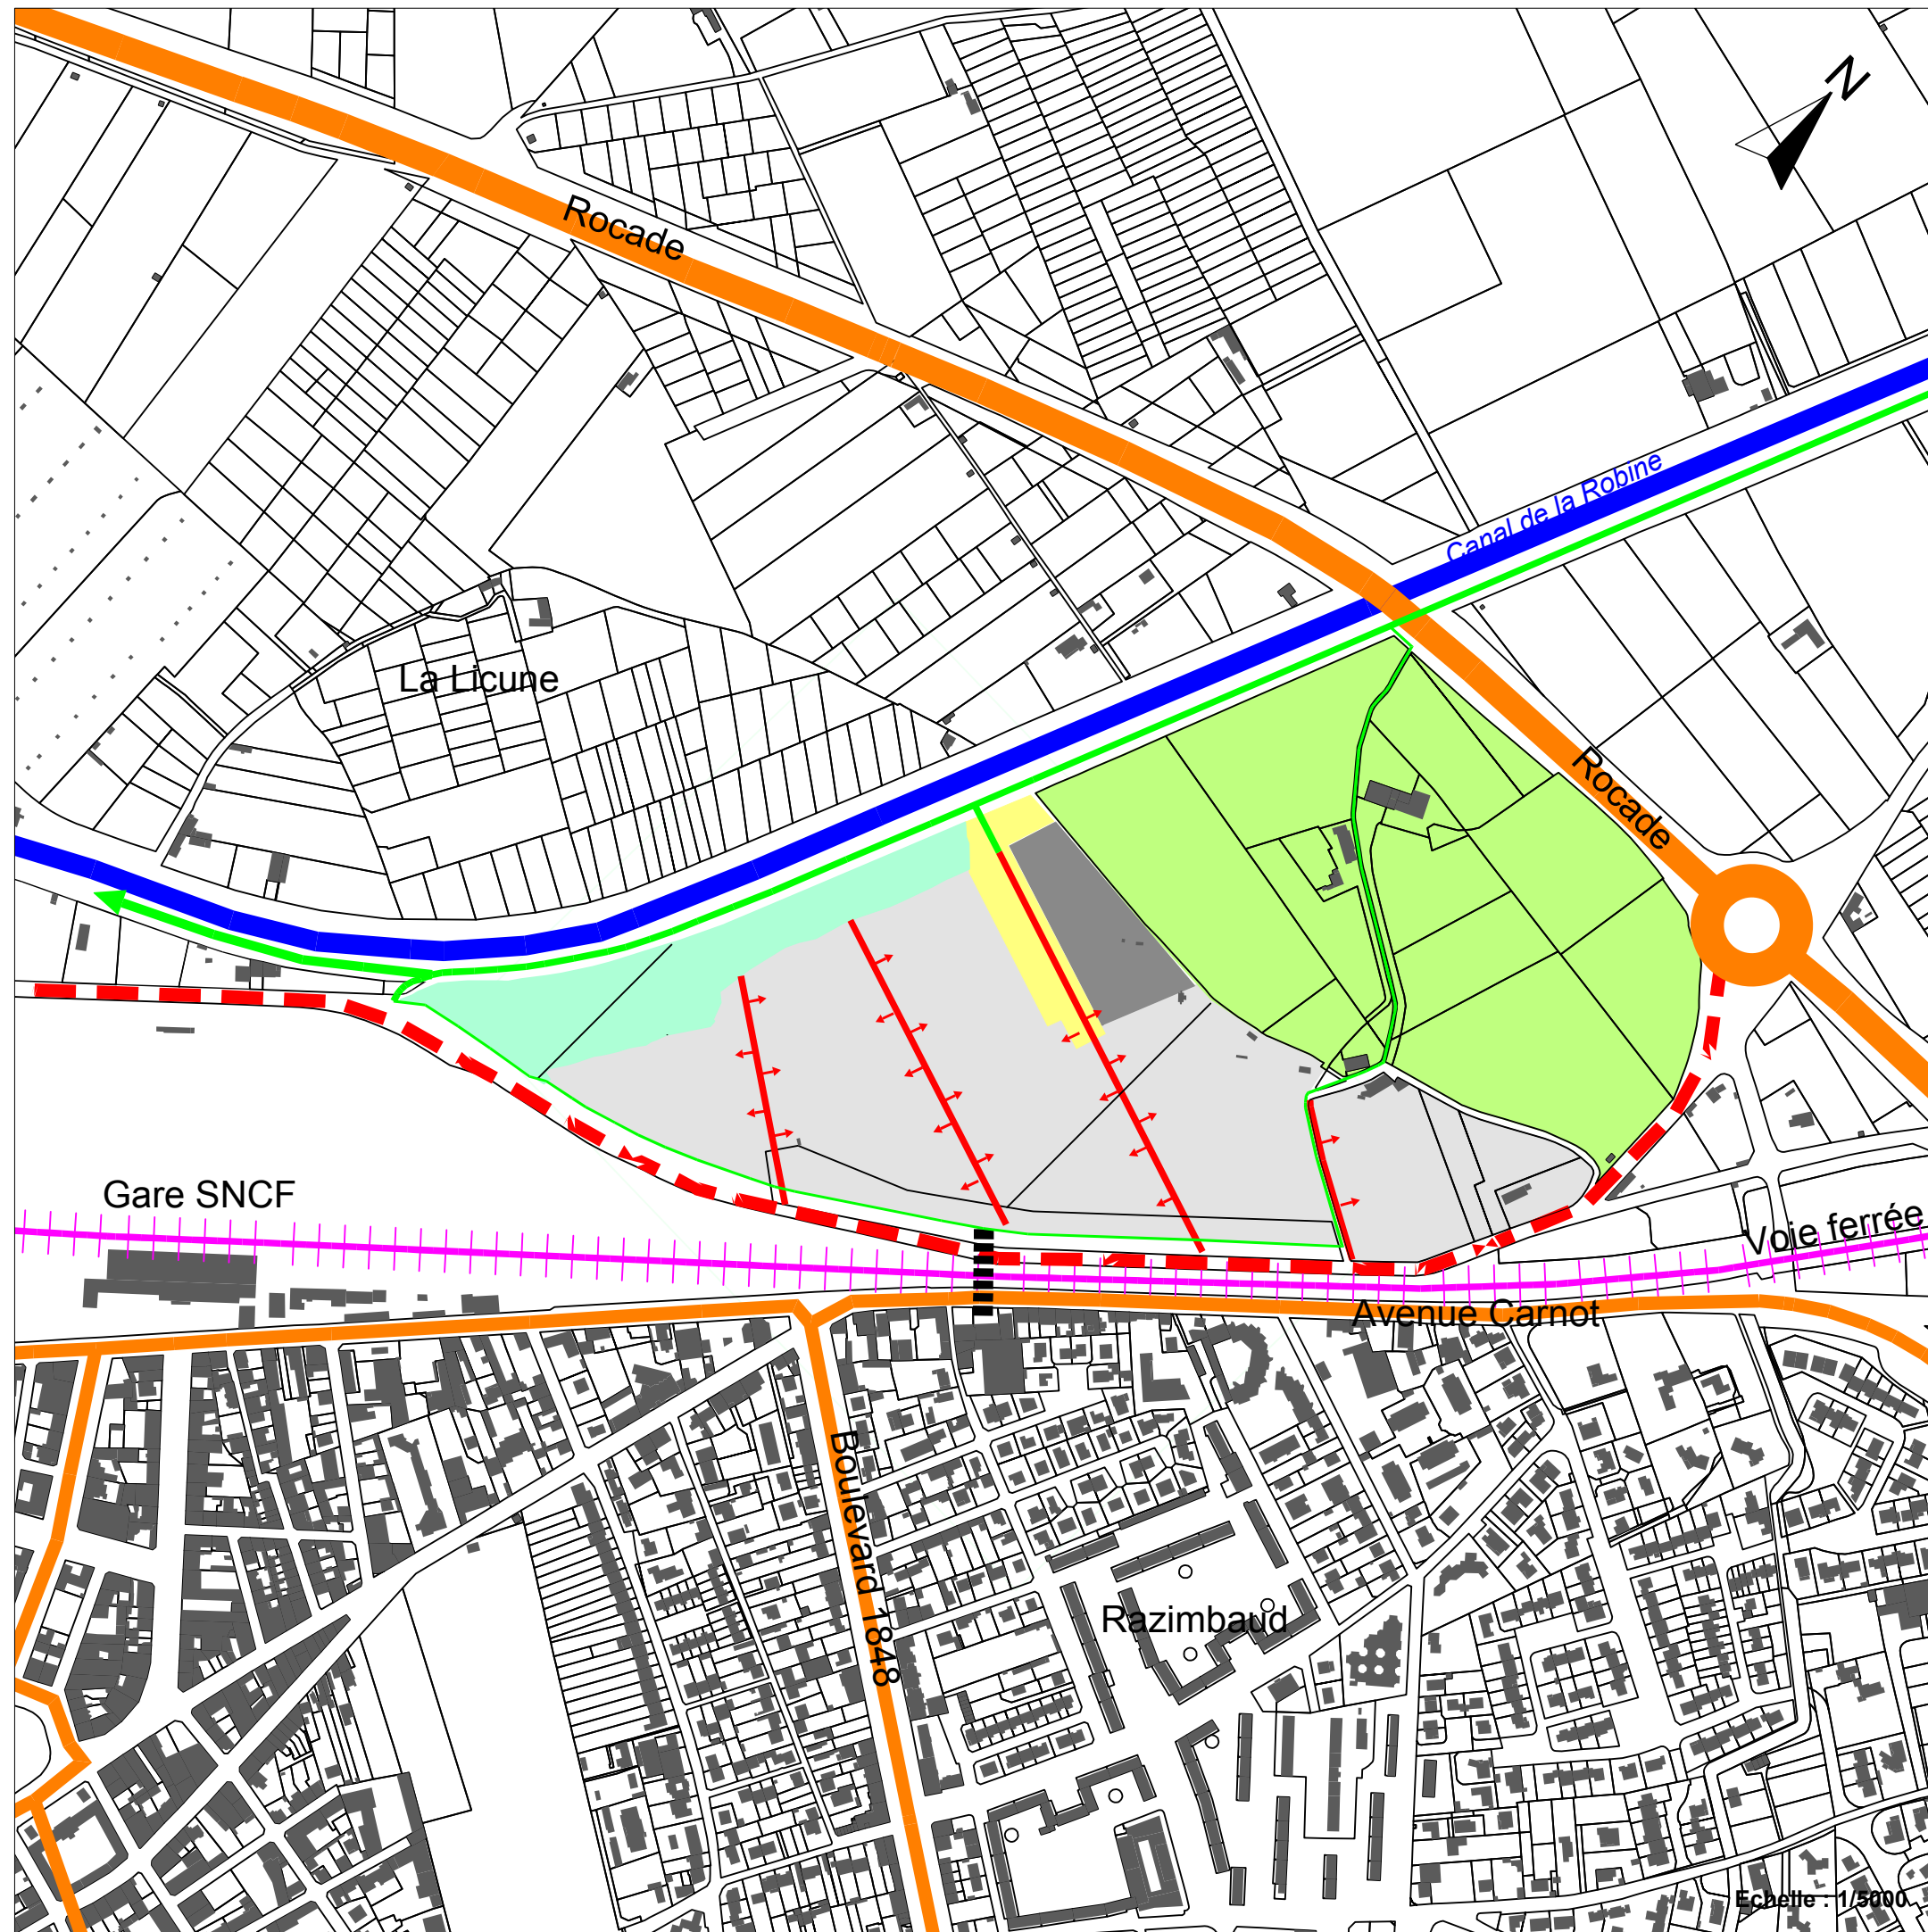 N
Rocade
Canal de la Robine
La Licune
Rocade
Gare SNCF
Voie ferrée
Avenue Carnot
Boulevard 1848
Razimbaud
Echelle : 1/5000